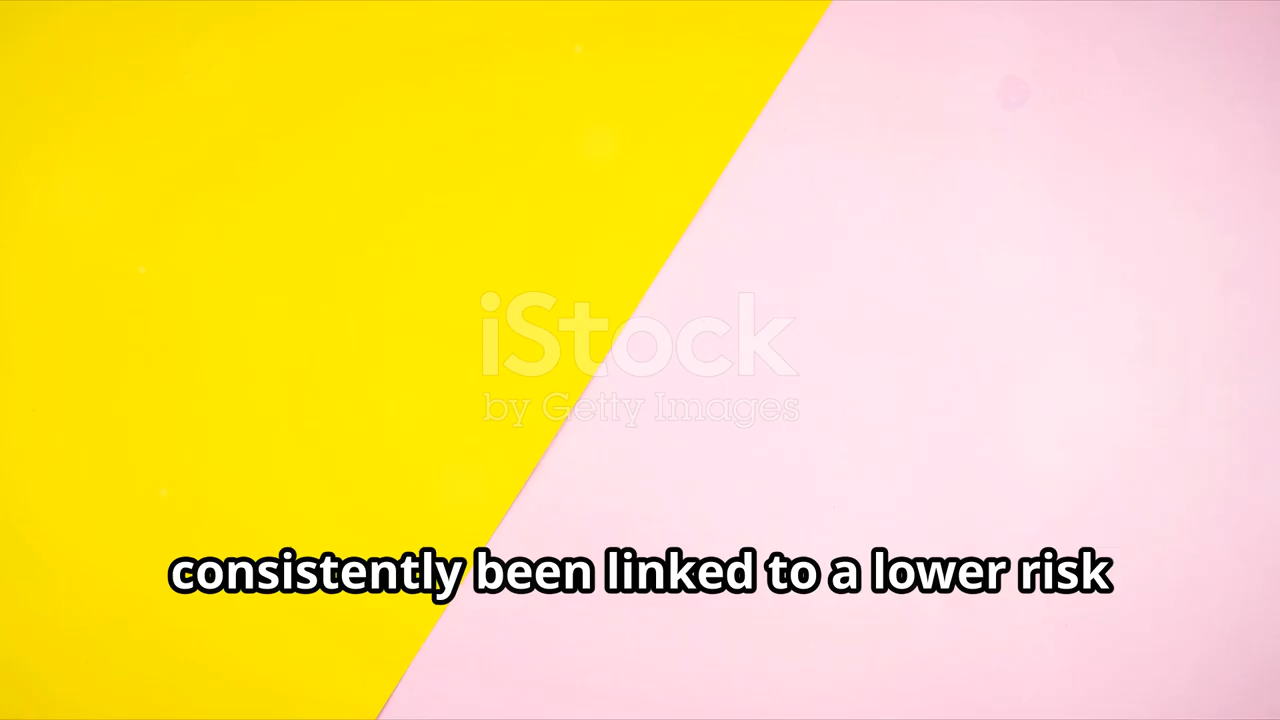 iStock
by Getty Images
consistently been linked to a lower risk